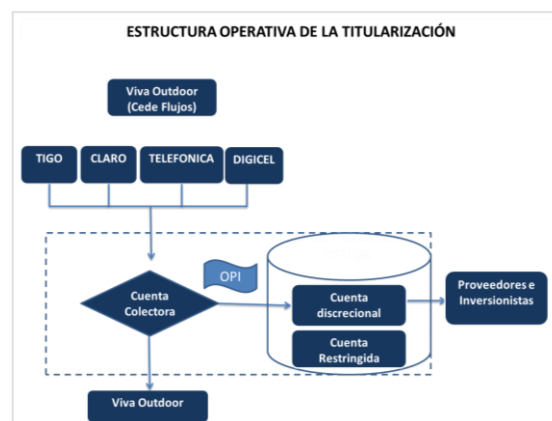 ESTRUCTURA OPERATIVA DE LA TITULARIZACIÓN
Viva Outdoor
(Cede Flujos)
TIGO
CLARO
TELEFONICA
DIGICEL
OPI
Cuenta
Colectora
Cuenta
discrecional
Proveedores e
Inversionistas
Cuenta
Restringida
Viva Outdoor